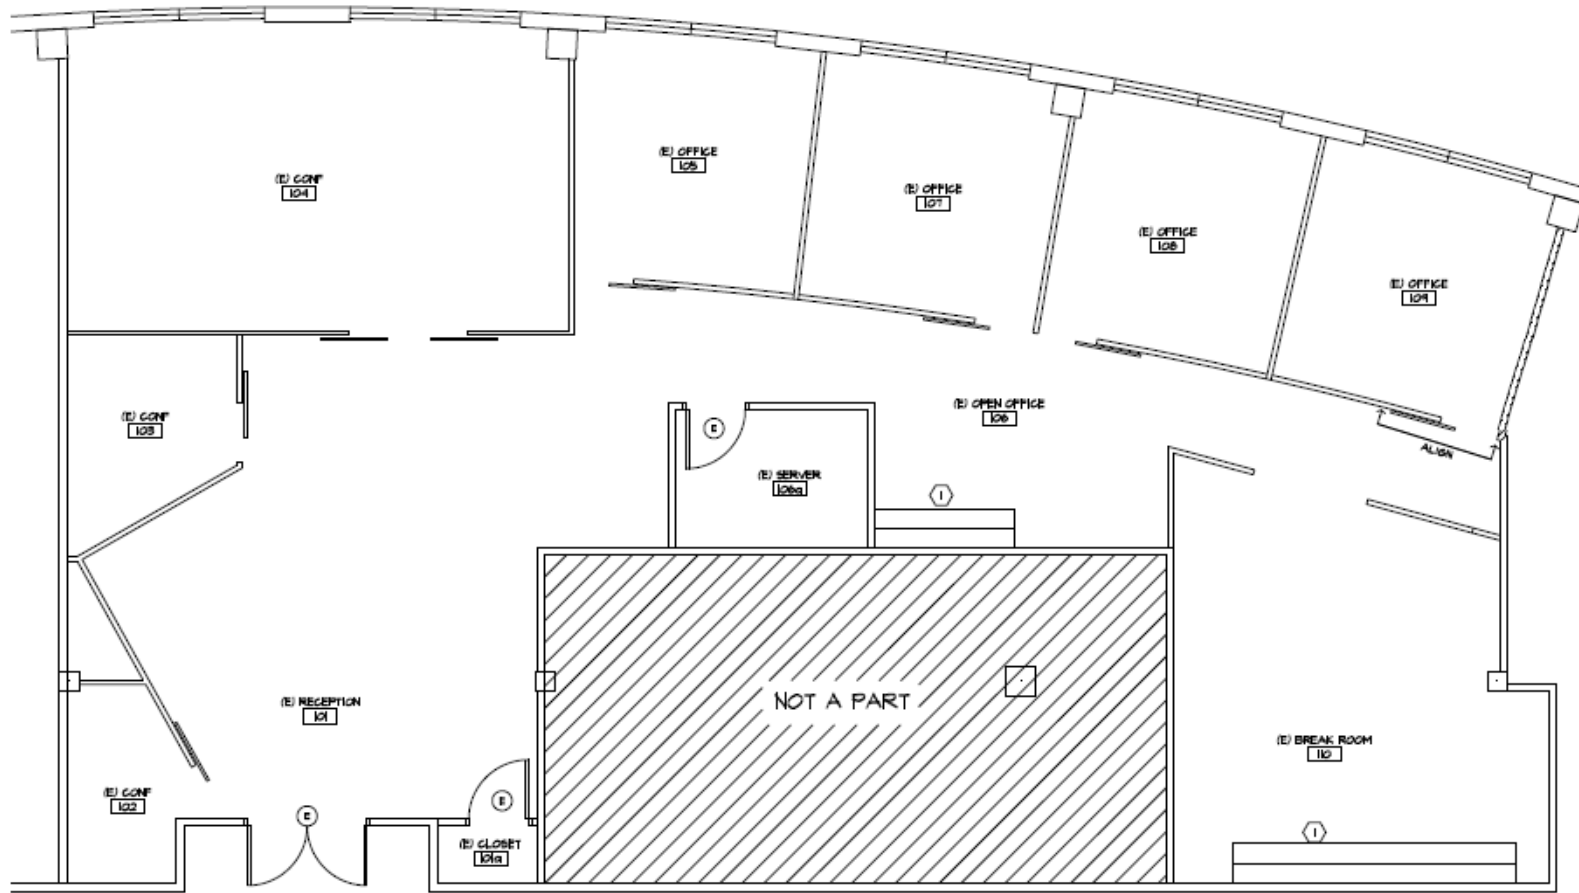 (E) OFFICE
105
(E) CONF
104
(E) OFFICE
107
(E) OFFICE
108
(E) OFFICE
109
(E) CONF
103
E
(E) OPEN OFFICE
106
ALIGN
(E) SERVER
106a
1
(E) RECEPTION
101
NOT A PART
(E) BREAK ROOM
110
(E) CONF
102
E
E
(E) CLOSET
101a
1